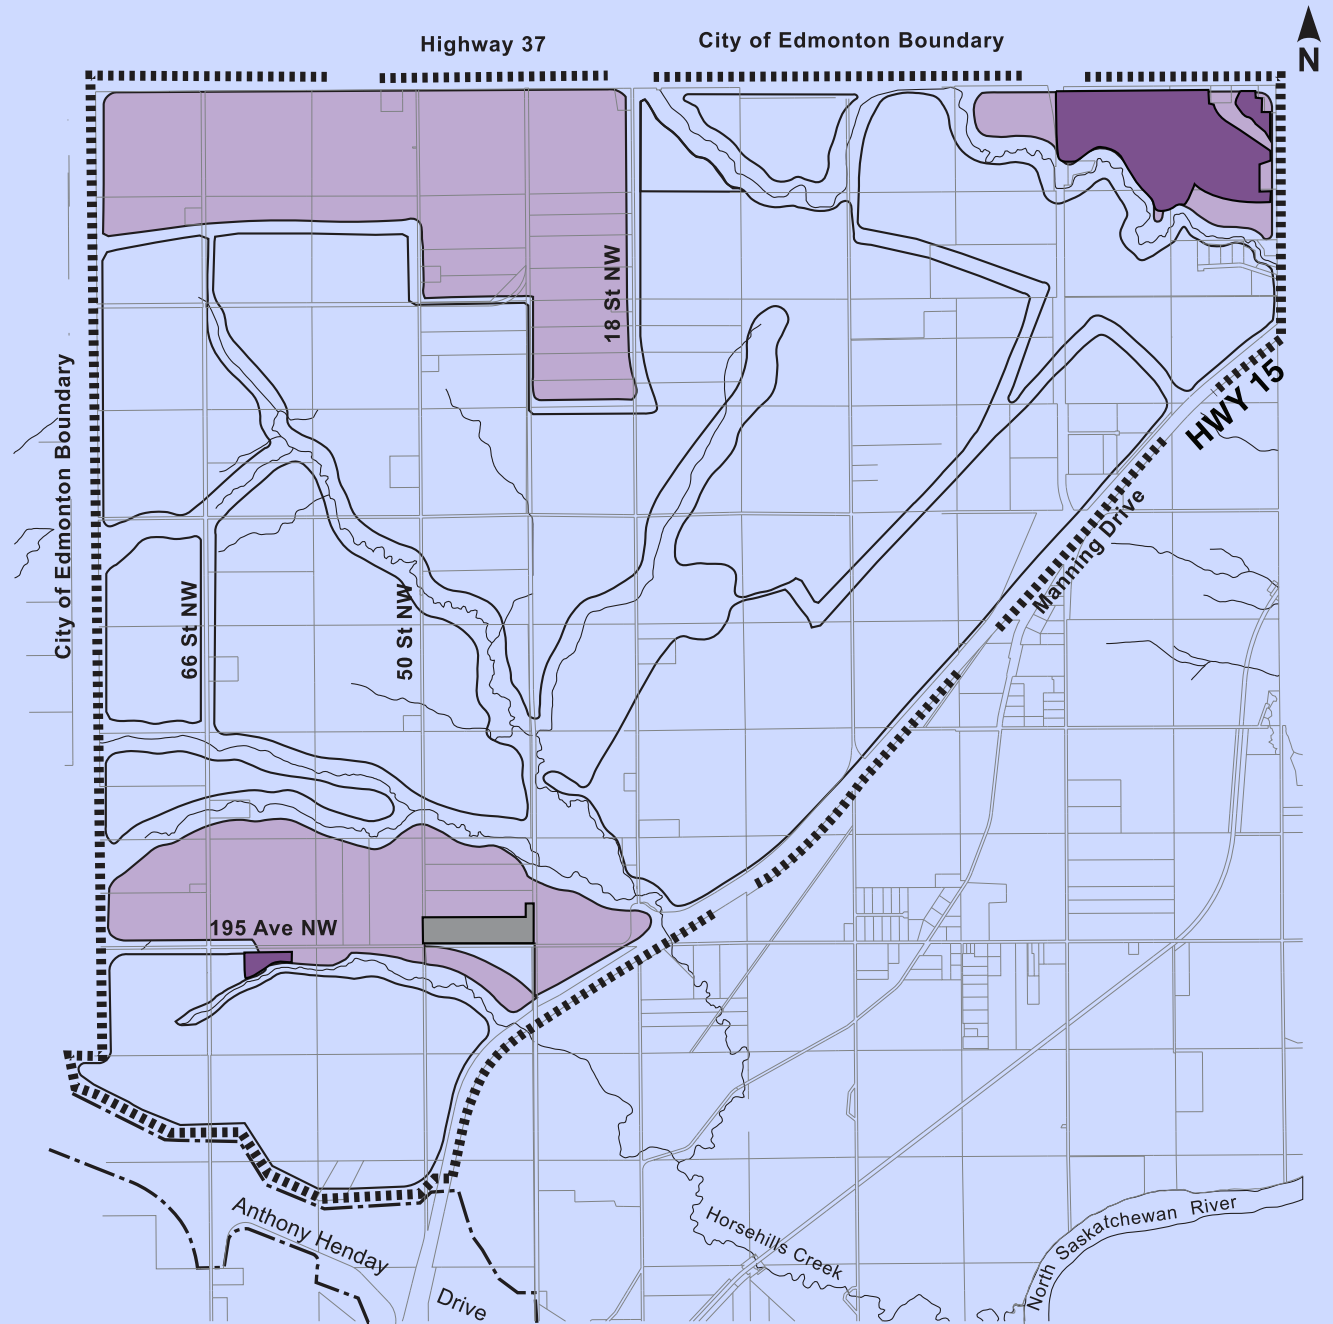 Highway 37
City of Edmonton Boundary
N
18 St NW
City of Edmonton Boundary
HWY 15
Manning Drive
66 St NW
50 St NW
195 Ave NW
Anthony Henday
Drive
Horsehills Creek
North Saskatchewan River